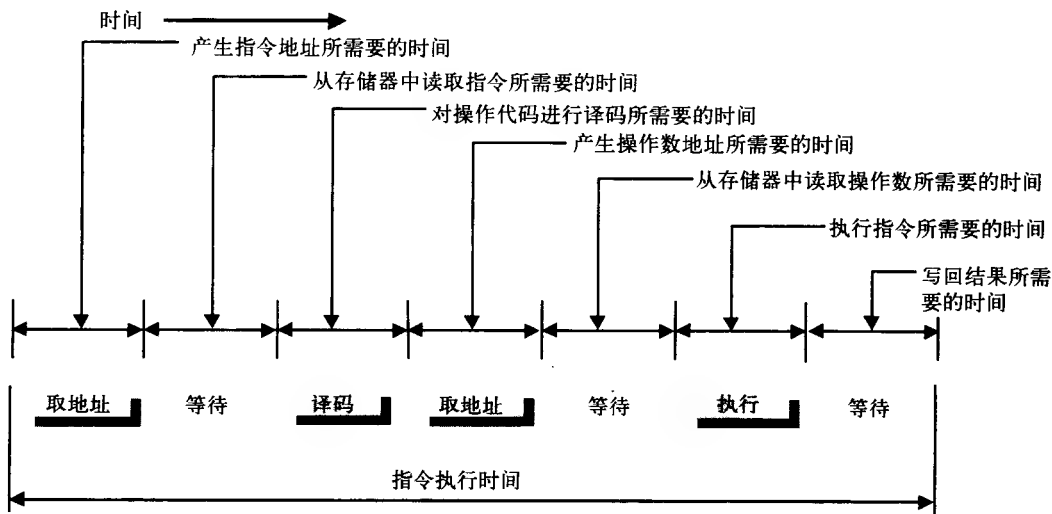 时间
产生指令地址所需要的时间
从存储器中读取指令所需要的时间
对操作代码进行译码所需要的时间
产生操作数地址所需要的时间
从存储器中读取操作数所需要的时间
执行指令所需要的时间
写回结果所需
要的时间
取地址
等待
译码
取地址
等待
执行
等待
指令执行时间